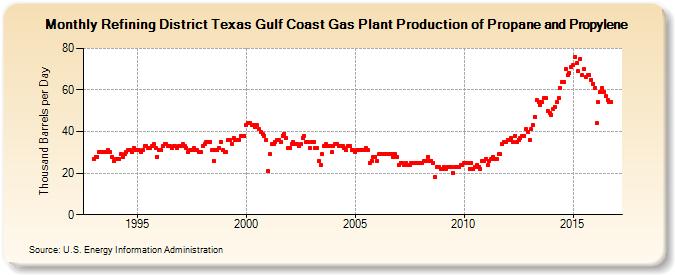 Monthly Refining District Texas Gulf Coast Gas Plant Production of Propane and Propylene
Thousand Barrels per Day
80
60
40
20
0
1995 2000 2005 2010 2015
Source: U.S. Energy Information Administration